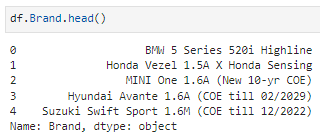 df.Brand.head()
0 BMW 5 Series 520i Highline
1 Honda Vezel 1.5A X Honda Sensing
2 MINI One 1.6A (New 10-yr COE)
3 Hyundai Avante 1.6A (COE till 02/2029)
4 Suzuki Swift Sport 1.6M (COE till 12/2022)
Name: Brand, dtype: object